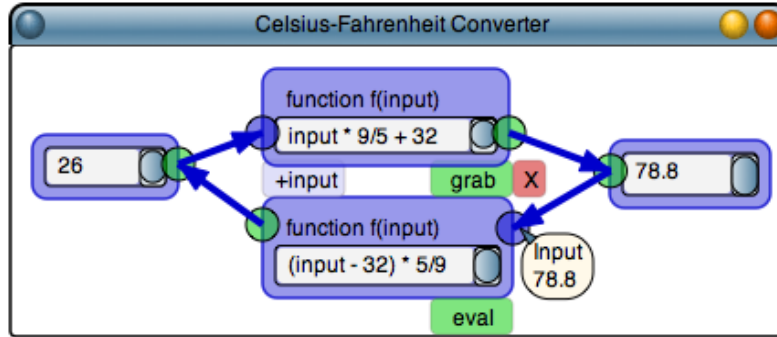 Celsius-Fahrenheit Converter
function f(input)
26
input * 9/5 + 32
78.8
+input
grab
X
function f(input)
(input - 32) * 5/9
Input
78.8
eval